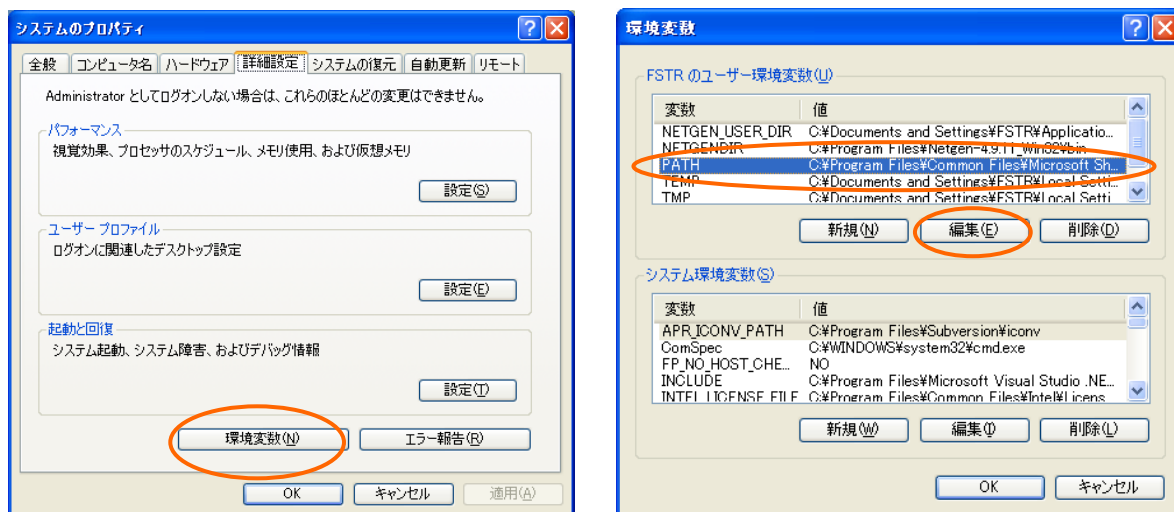 システムのプロパティ
全般 コンピュータ名 ハードウェア 詳細設定 システムの復元 自動更新 リモート
Administrator としてログオンしない場合は、これらのほとんどの変更はできません。
パフォーマンス
視覚効果、プロセッサのスケジュール、メモリ使用、および仮想メモリ
設定(S)
ユーザー プロファイル
ログオンに関連したデスクトップ設定
設定(E)
起動と回復
システム起動、システム障害、およびデバッグ情報
設定(T)
環境変数(N) エラー報告(R)
OK キャンセル 適用(A)
環境変数
FSTR のユーザー環境変数(U)
変数 値
NETGEN_USER_DIR C:¥Documents and Settings¥FSTR¥Applicatio...
NETGENDIR C:¥Program Files¥Netgen-4.9.11_Win32¥bin
PATH C:¥Program Files¥Common Files¥Microsoft Sh...
TEMP C:¥Documents and Settings¥FSTR¥Local Setti...
TMP C:¥Documents and Settings¥FSTR¥Local Setti
新規(N) 編集(E) 削除(D)
システム環境変数(S)
変数 値
APR_ICONV_PATH C:¥Program Files¥Subversion¥iconv
ComSpec C:¥WINDOWS¥system32¥cmd.exe
FP_NO_HOST_CHE... NO
INCLUDE C:¥Program Files¥Microsoft Visual Studio .NE...
INTEL_LICENSE_FILE C:¥Program Files¥Common Files¥Intel¥Licens
新規(W) 編集(I) 削除(L)
OK キャンセル